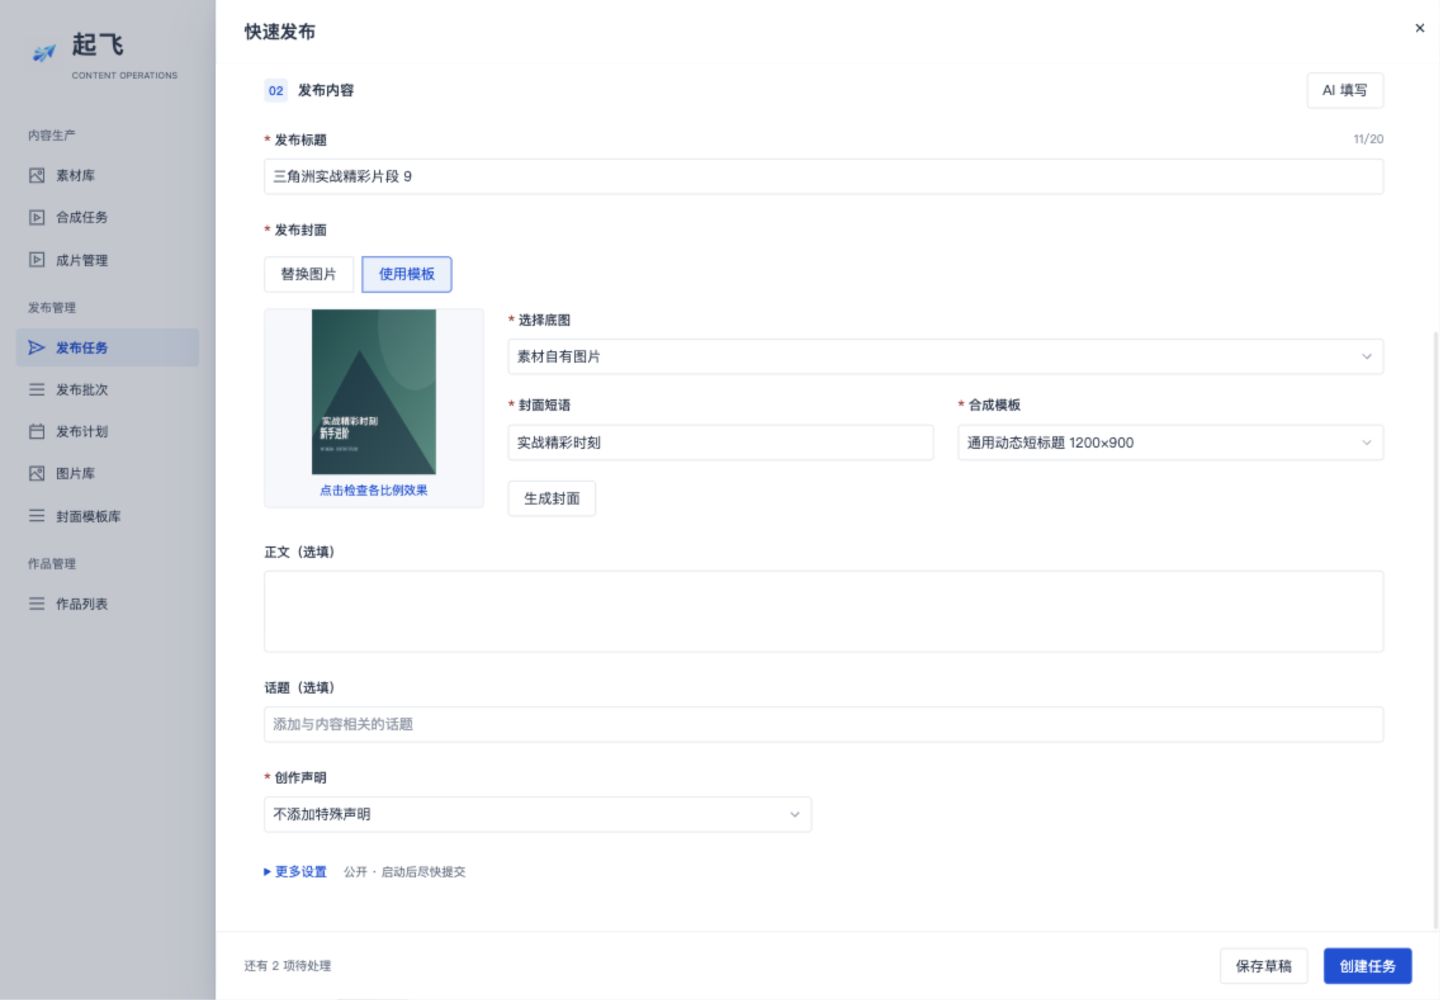 起飞
CONTENT OPERATIONS
内容生产
素材库
合成任务
成片管理
发布管理
发布任务
发布批次
发布计划
图片库
封面模板库
作品管理
作品列表
快速发布
×
02 发布内容
AI 填写
* 发布标题
11/20
三角洲实战精彩片段 9
* 发布封面
替换图片
使用模板
实战精彩时刻
新手进阶
点击检查各比例效果
* 选择底图
素材自有图片
* 封面短语
实战精彩时刻
* 合成模板
通用动态短标题 1200×900
生成封面
正文（选填）
话题（选填）
添加与内容相关的话题
* 创作声明
不添加特殊声明
更多设置 公开 · 启动后尽快提交
还有 2 项待处理
保存草稿
创建任务